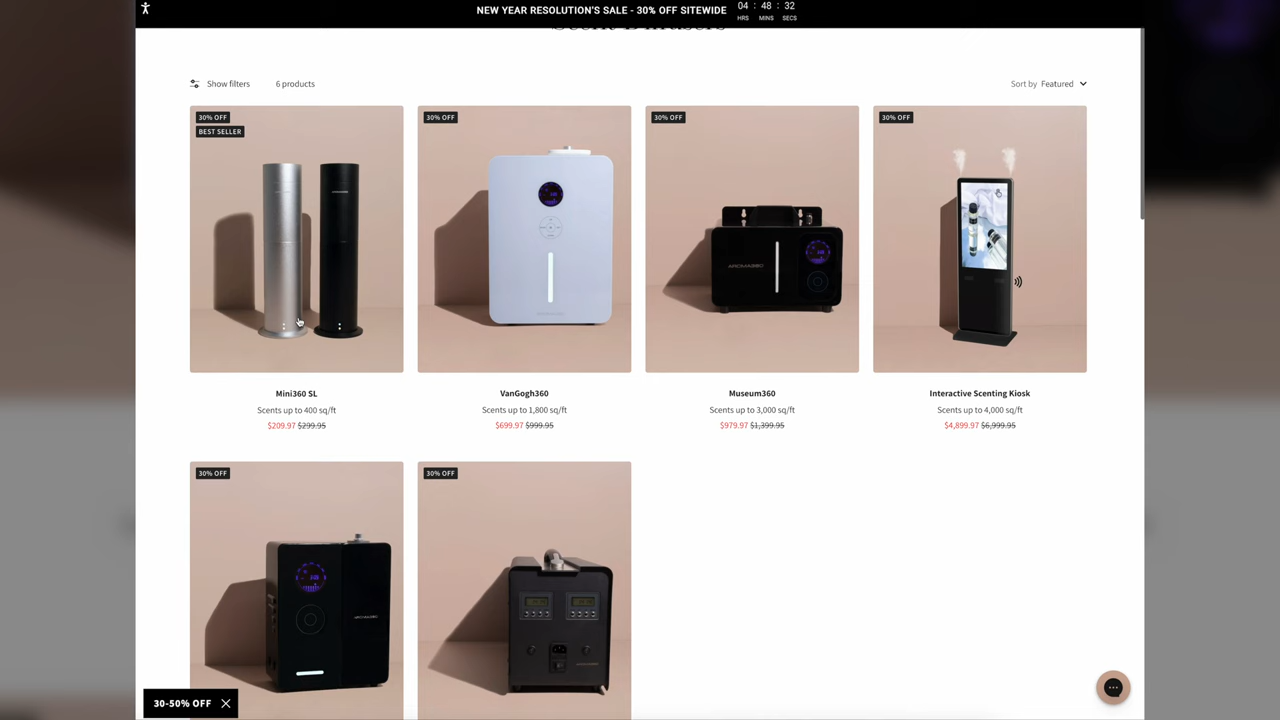 NEW YEAR RESOLUTION'S SALE - 30% OFF SITEWIDE
04 : 48 : 32
HRS MINS SECS
Show filters
6 products
Sort by Featured
30% OFF
BEST SELLER
30% OFF
30% OFF
30% OFF
AROMA360
Mini360 SL
Scents up to 400 sq/ft
$209.97 $299.95
VanGogh360
Scents up to 1,800 sq/ft
$699.97 $999.95
Museum360
Scents up to 3,000 sq/ft
$979.97 $1,399.95
Interactive Scenting Kiosk
Scents up to 4,000 sq/ft
$4,899.97 $6,999.95
30% OFF
30% OFF
30-50% OFF